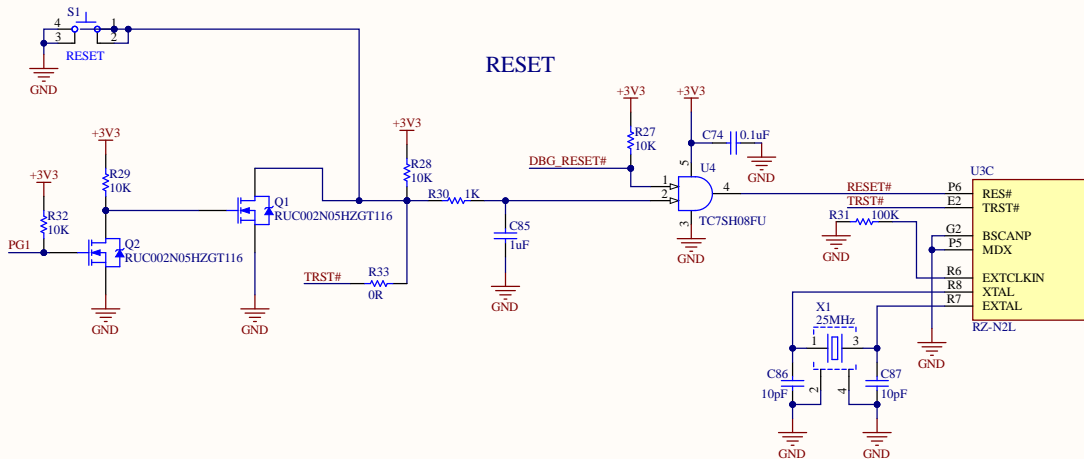 S1
4
1
3
2
RESET
GND
RESET
+3V3
+3V3
+3V3
+3V3
+3V3
C74
0.1uF
R27
10K
GND
DBG_RESET#
R29
10K
R28
10K
5
U4
U3C
+3V3
R32
10K
R30
1K
1
2
4
RESET#
P6
RES#
Q1
RUC002N05HZGT116
TRST#
E2
TRST#
TC7SH08FU
3
R31
100K
PG1
Q2
RUC002N05HZGT116
C85
1uF
GND
GND
G2
BSCANP
P5
MDX
TRST#
R33
0R
R6
EXTCLKIN
GND
R8
XTAL
R7
EXTAL
GND
GND
GND
X1
25MHz
RZ-N2L
1
3
GND
C86
10pF
2
4
C87
10pF
GND
GND